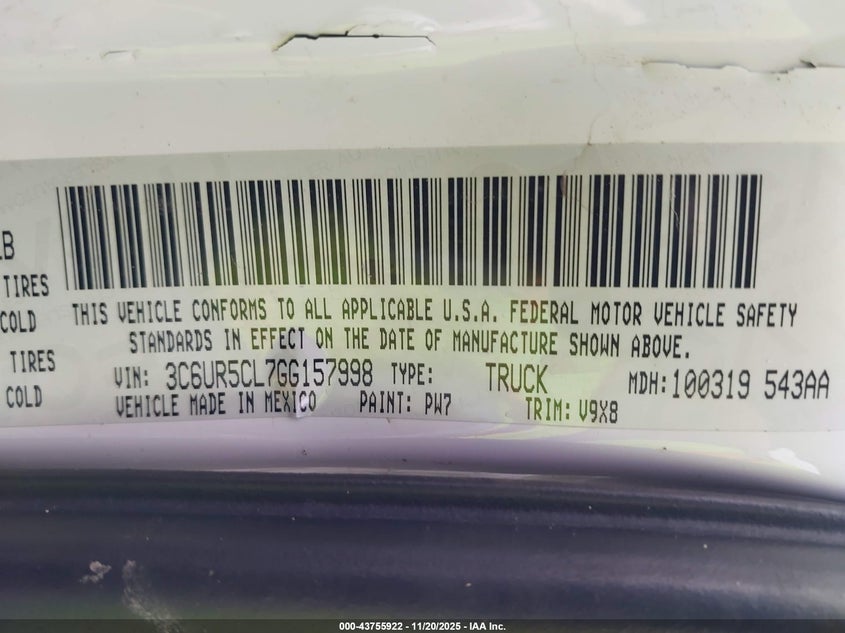 LB
TIRES
COLD
TIRES
COLD
THIS VEHICLE CONFORMS TO ALL APPLICABLE U.S.A. FEDERAL MOTOR VEHICLE SAFETY
STANDARDS IN EFFECT ON THE DATE OF MANUFACTURE SHOWN ABOVE.
VIN: 3C6UR5CL7GG157998 TYPE: TRUCK MDH: 100319 543AA
VEHICLE MADE IN MEXICO PAINT: PW7 TRIM: V9X8
000-43755922 - 11/20/2025 - IAA Inc.